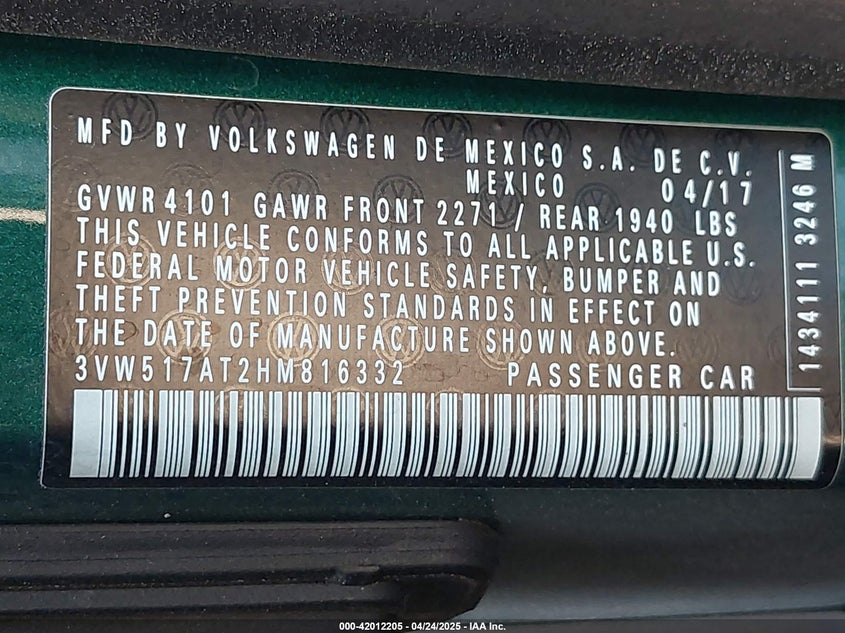 MFD BY VOLKSWAGEN DE MEXICO S.A. DE C.V.
MEXICO 04/17
GVWR 4101 GAWR FRONT 2271 / REAR 1940 LBS
THIS VEHICLE CONFORMS TO ALL APPLICABLE U.S.
FEDERAL MOTOR VEHICLE SAFETY, BUMPER AND
THEFT PREVENTION STANDARDS IN EFFECT ON
THE DATE OF MANUFACTURE SHOWN ABOVE.
3VW517AT2HM816332 PASSENGER CAR
1434111 3246 M
000-42012205 - 04/24/2025 - IAA Inc.